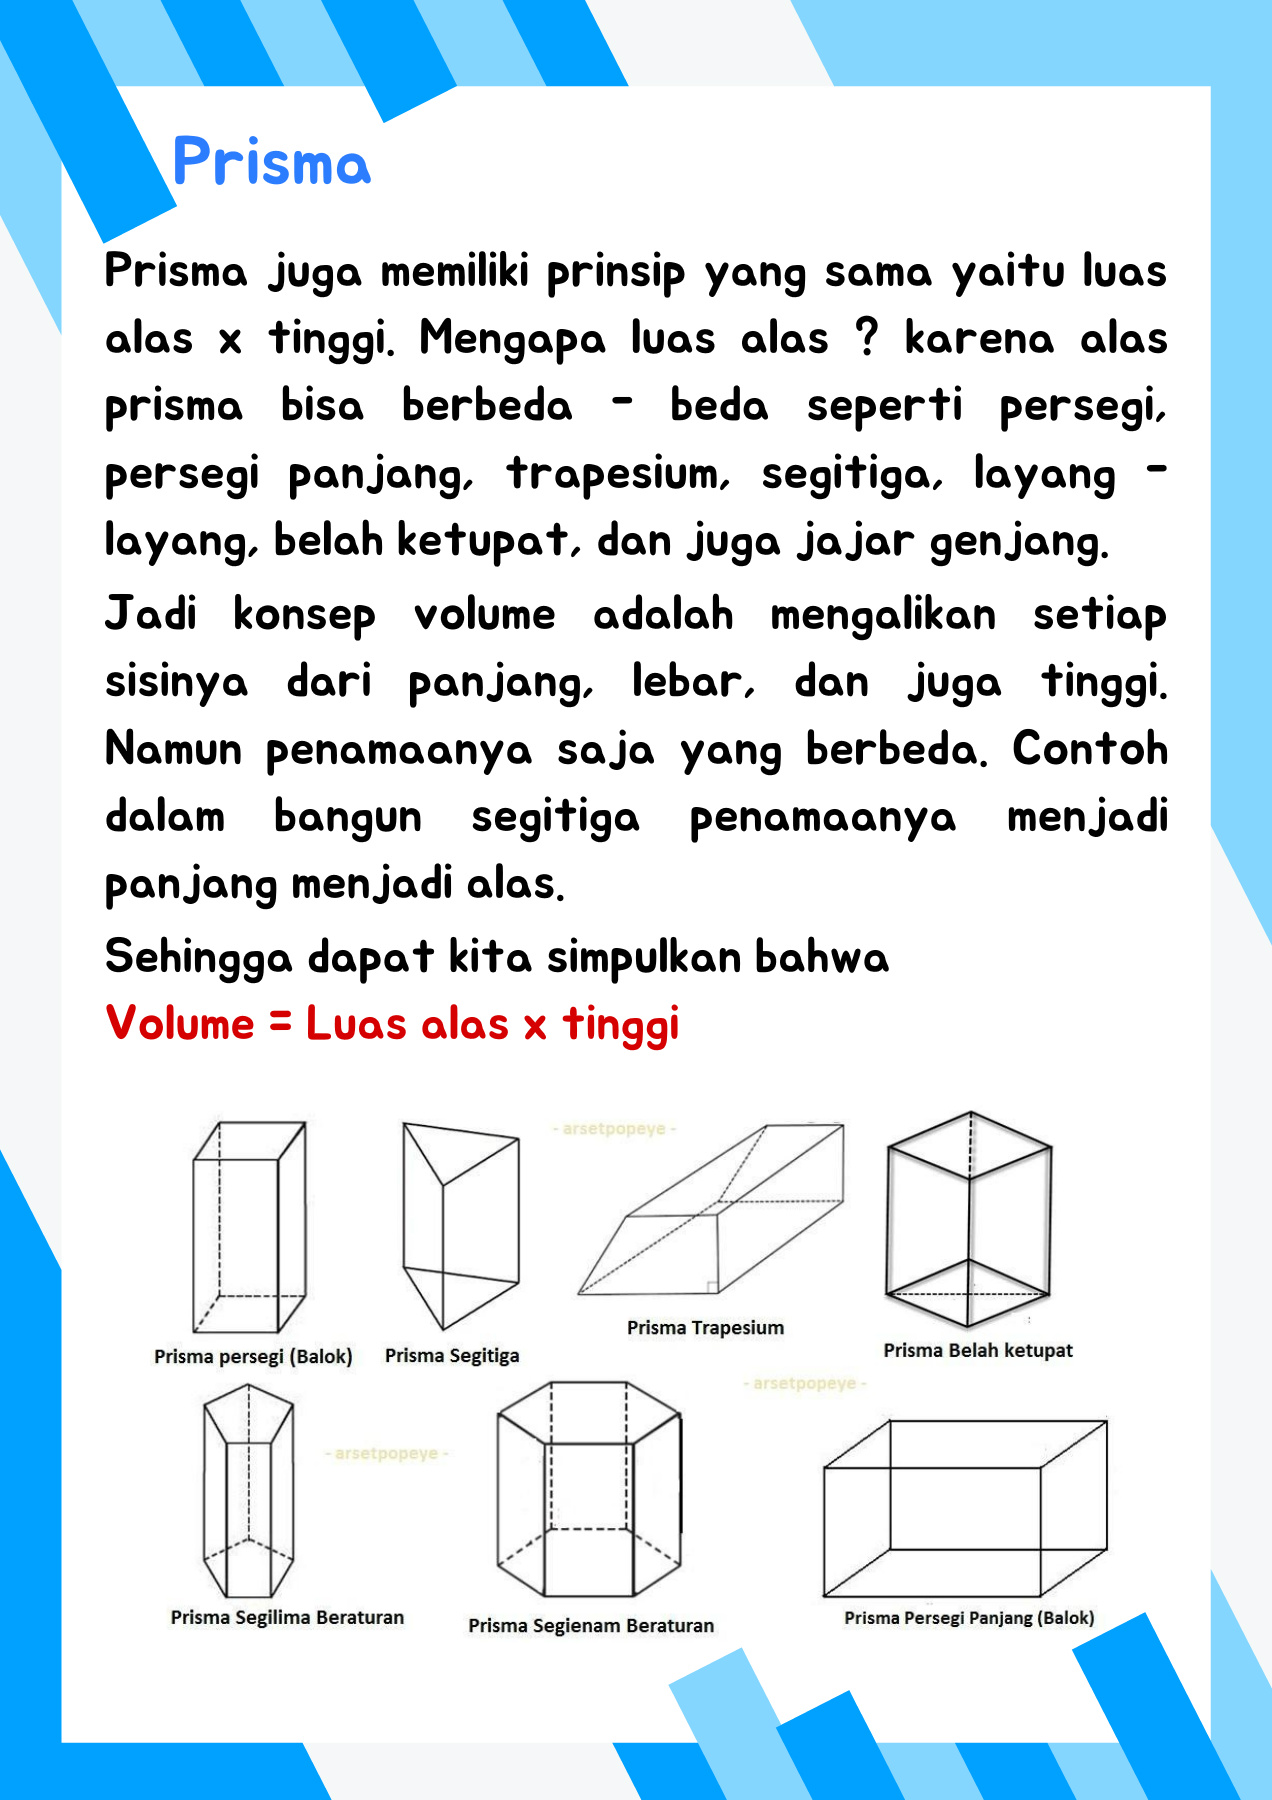 Prisma
Prisma juga memiliki prinsip yang sama yaitu luas
alas x tinggi. Mengapa luas alas ? karena alas
prisma bisa berbeda - beda seperti persegi,
persegi panjang, trapesium, segitiga, layang -
layang, belah ketupat, dan juga jajar genjang.
Jadi konsep volume adalah mengalikan setiap
sisinya dari panjang, lebar, dan juga tinggi.
Namun penamaanya saja yang berbeda. Contoh
dalam bangun segitiga penamaanya menjadi
panjang menjadi alas.
Sehingga dapat kita simpulkan bahwa
Volume = Luas alas x tinggi
- arsetpopeye -
Prisma persegi (Balok)
Prisma Segitiga
Prisma Trapesium
Prisma Belah ketupat
- arsetpopeye -
- arsetpopeye -
Prisma Segilima Beraturan
Prisma Segienam Beraturan
Prisma Persegi Panjang (Balok)